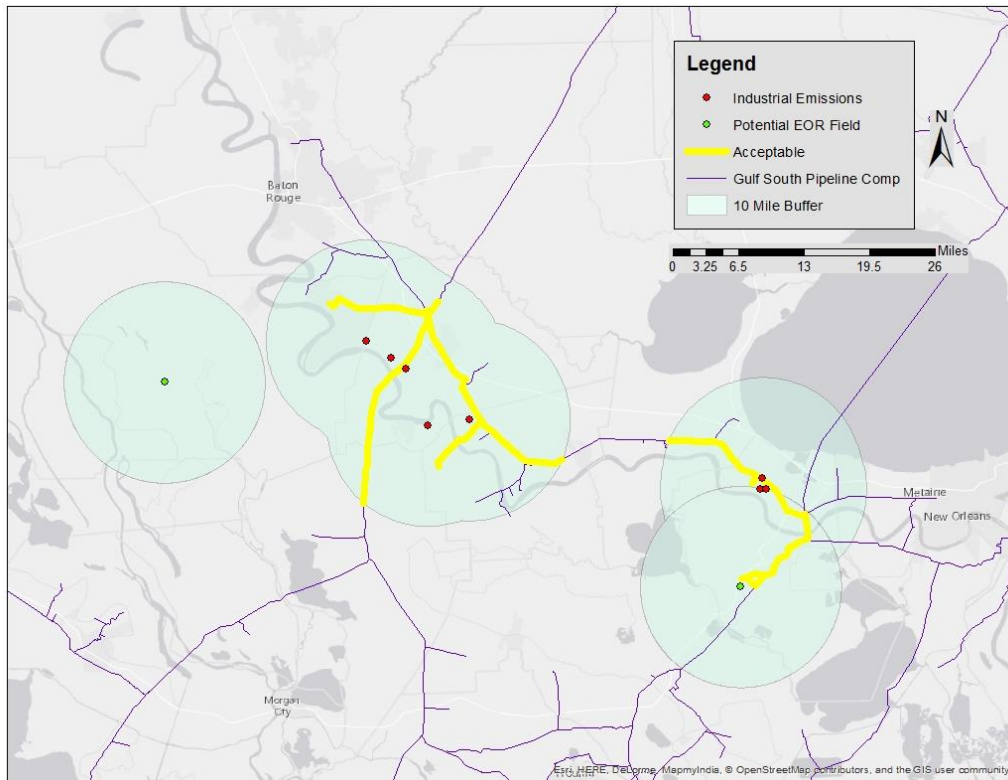 Legend
Industrial Emissions
Potential EOR Field
Acceptable
Gulf South Pipeline Comp
10 Mile Buffer
N
Miles
0 3.25 6.5 13 19.5 26
Baton
Rouge
Metairie
New Orleans
Morgan
City
Esri, HERE, DeLorme, MapmyIndia, © OpenStreetMap contributors, and the GIS user community